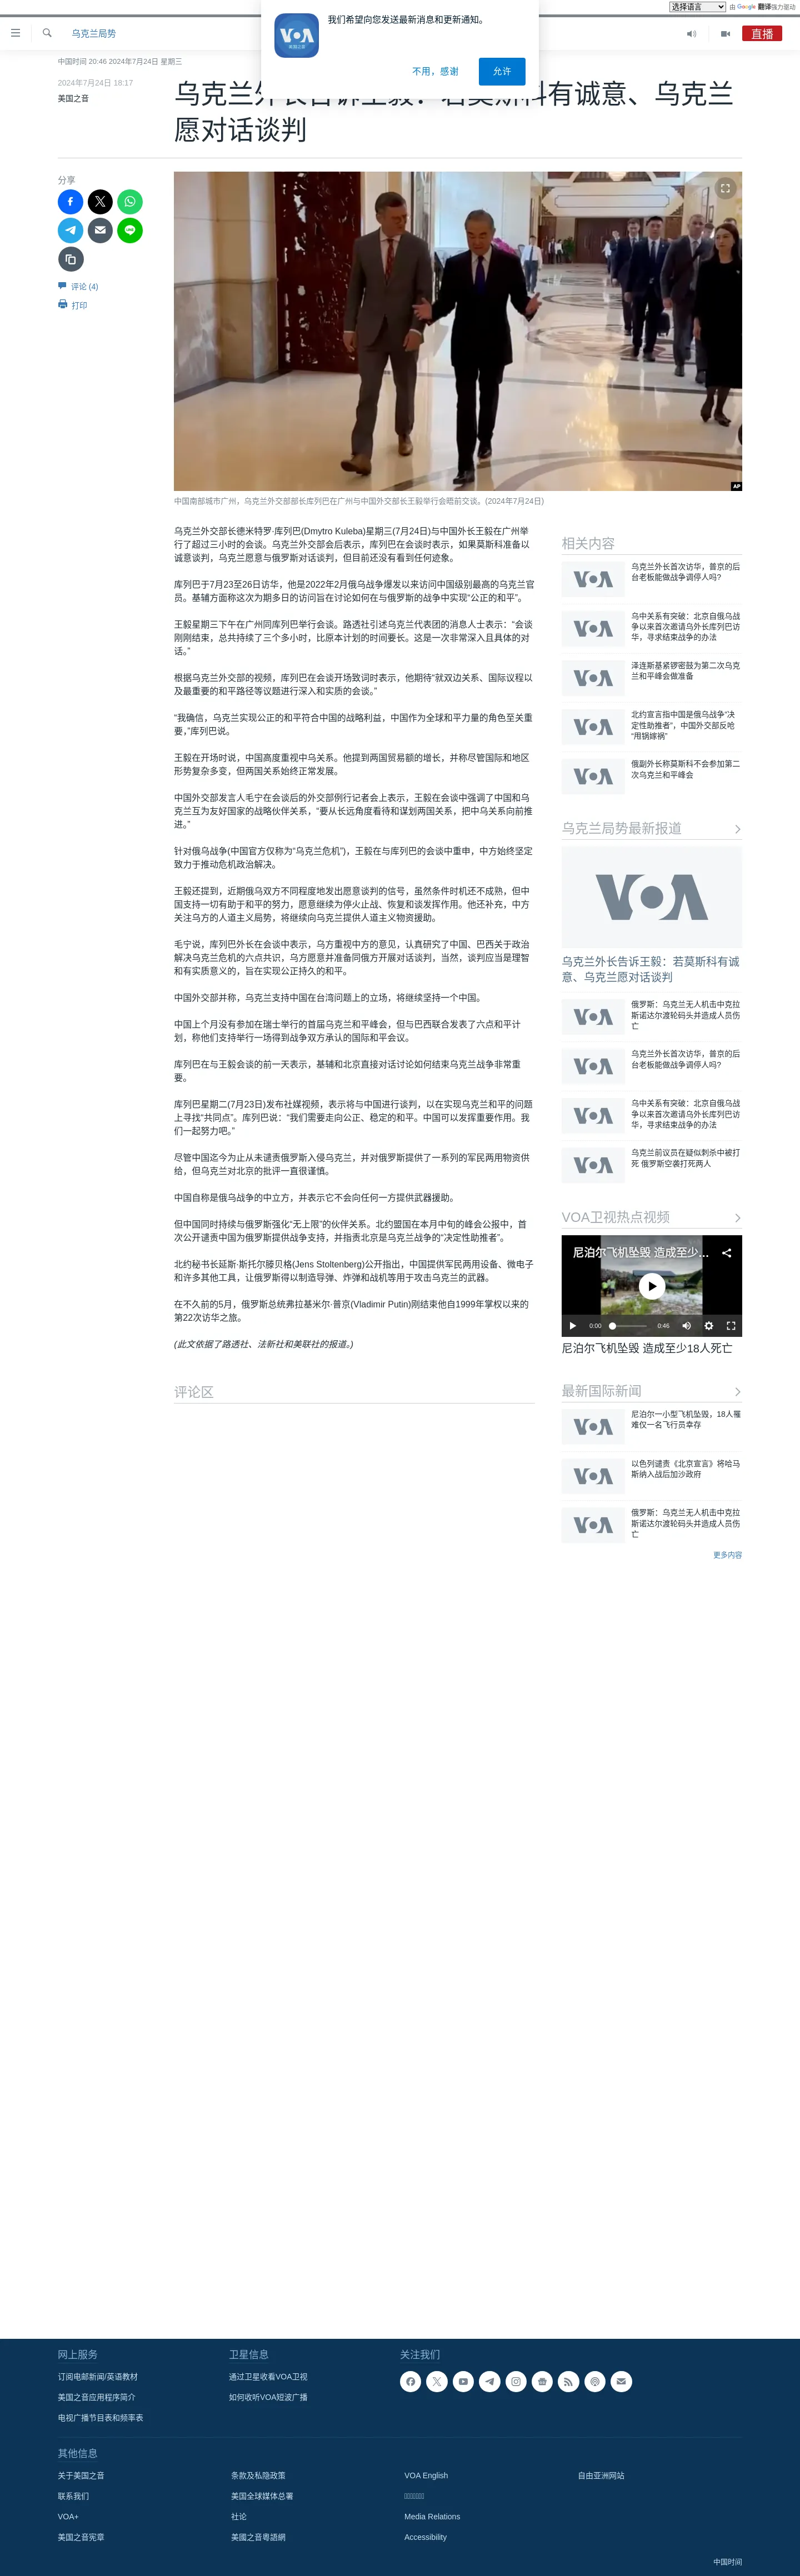 选择语言
由 Google 翻译强力驱动
我们希望向您发送最新消息和更新通知。
VOA
美国之音
不用，感谢
允许
乌克兰局势
直播
中国时间 20:46 2024年7月24日 星期三
乌克兰外长告诉王毅：若莫斯科有诚意、乌克兰
愿对话谈判
2024年7月24日 18:17
美国之音
分享
评论 (4)
打印
AP
中国南部城市广州，乌克兰外交部部长库列巴在广州与中国外交部长王毅举行会晤前交谈。(2024年7月24日)
乌克兰外交部长德米特罗·库列巴(Dmytro Kuleba)星期三(7月24日)与中国外长王毅在广州举
行了超过三小时的会谈。乌克兰外交部会后表示，库列巴在会谈时表示，如果莫斯科准备以
诚意谈判，乌克兰愿意与俄罗斯对话谈判，但目前还没有看到任何迹象。
库列巴于7月23至26日访华，他是2022年2月俄乌战争爆发以来访问中国级别最高的乌克兰官
员。基辅方面称这次为期多日的访问旨在讨论如何在与俄罗斯的战争中实现“公正的和平”。
王毅星期三下午在广州同库列巴举行会谈。路透社引述乌克兰代表团的消息人士表示：“会谈
刚刚结束，总共持续了三个多小时，比原本计划的时间要长。这是一次非常深入且具体的对
话。”
根据乌克兰外交部的视频，库列巴在会谈开场致词时表示，他期待“就双边关系、国际议程以
及最重要的和平路径等议题进行深入和实质的会谈。”
“我确信，乌克兰实现公正的和平符合中国的战略利益，中国作为全球和平力量的角色至关重
要，”库列巴说。
王毅在开场时说，中国高度重视中乌关系。他提到两国贸易额的增长，并称尽管国际和地区
形势复杂多变，但两国关系始终正常发展。
中国外交部发言人毛宁在会谈后的外交部例行记者会上表示，王毅在会谈中强调了中国和乌
克兰互为友好国家的战略伙伴关系，“要从长远角度看待和谋划两国关系，把中乌关系向前推
进。”
针对俄乌战争(中国官方仅称为“乌克兰危机”)，王毅在与库列巴的会谈中重申，中方始终坚定
致力于推动危机政治解决。
王毅还提到，近期俄乌双方不同程度地发出愿意谈判的信号，虽然条件时机还不成熟，但中
国支持一切有助于和平的努力，愿意继续为停火止战、恢复和谈发挥作用。他还补充，中方
关注乌方的人道主义局势，将继续向乌克兰提供人道主义物资援助。
毛宁说，库列巴外长在会谈中表示，乌方重视中方的意见，认真研究了中国、巴西关于政治
解决乌克兰危机的六点共识，乌方愿意并准备同俄方开展对话谈判，当然，谈判应当是理智
和有实质意义的，旨在实现公正持久的和平。
中国外交部并称，乌克兰支持中国在台湾问题上的立场，将继续坚持一个中国。
中国上个月没有参加在瑞士举行的首届乌克兰和平峰会，但与巴西联合发表了六点和平计
划，称他们支持举行一场得到战争双方承认的国际和平会议。
库列巴在与王毅会谈的前一天表示，基辅和北京直接对话讨论如何结束乌克兰战争非常重
要。
库列巴星期二(7月23日)发布社媒视频，表示将与中国进行谈判，以在实现乌克兰和平的问题
上寻找“共同点”。库列巴说：“我们需要走向公正、稳定的和平。中国可以发挥重要作用。我
们一起努力吧。”
尽管中国迄今为止从未谴责俄罗斯入侵乌克兰，并对俄罗斯提供了一系列的军民两用物资供
给，但乌克兰对北京的批评一直很谨慎。
中国自称是俄乌战争的中立方，并表示它不会向任何一方提供武器援助。
但中国同时持续与俄罗斯强化“无上限”的伙伴关系。北约盟国在本月中旬的峰会公报中，首
次公开谴责中国为俄罗斯提供战争支持，并指责北京是乌克兰战争的“决定性助推者”。
北约秘书长延斯·斯托尔滕贝格(Jens Stoltenberg)公开指出，中国提供军民两用设备、微电子
和许多其他工具，让俄罗斯得以制造导弹、炸弹和战机等用于攻击乌克兰的武器。
在不久前的5月，俄罗斯总统弗拉基米尔·普京(Vladimir Putin)刚结束他自1999年掌权以来的
第22次访华之旅。
(此文依据了路透社、法新社和美联社的报道。)
评论区
相关内容
VOA
乌克兰外长首次访华，普京的后
台老板能做战争调停人吗?
VOA
乌中关系有突破：北京自俄乌战
争以来首次邀请乌外长库列巴访
华，寻求结束战争的办法
VOA
泽连斯基紧锣密鼓为第二次乌克
兰和平峰会做准备
VOA
北约宣言指中国是俄乌战争“决
定性助推者”，中国外交部反呛
“甩锅嫁祸”
VOA
俄副外长称莫斯科不会参加第二
次乌克兰和平峰会
乌克兰局势最新报道
VOA
乌克兰外长告诉王毅：若莫斯科有诚
意、乌克兰愿对话谈判
VOA
俄罗斯：乌克兰无人机击中克拉
斯诺达尔渡轮码头并造成人员伤
亡
VOA
乌克兰外长首次访华，普京的后
台老板能做战争调停人吗?
VOA
乌中关系有突破：北京自俄乌战
争以来首次邀请乌外长库列巴访
华，寻求结束战争的办法
VOA
乌克兰前议员在疑似刺杀中被打
死 俄罗斯空袭打死两人
VOA卫视热点视频
尼泊尔飞机坠毁 造成至少...
0:00
0:46
尼泊尔飞机坠毁 造成至少18人死亡
最新国际新闻
VOA
尼泊尔一小型飞机坠毁，18人罹
难仅一名飞行员幸存
VOA
以色列谴责《北京宣言》将哈马
斯纳入战后加沙政府
VOA
俄罗斯：乌克兰无人机击中克拉
斯诺达尔渡轮码头并造成人员伤
亡
更多内容
网上服务
订阅电邮新闻/英语教材
美国之音应用程序简介
电视广播节目表和频率表
卫星信息
通过卫星收看VOA卫视
如何收听VOA短波广播
关注我们
其他信息
关于美国之音
条款及私隐政策
VOA English
自由亚洲网站
联系我们
美国全球媒体总署
VOA+
社论
Media Relations
美国之音宪章
美國之音粵語網
Accessibility
中国时间